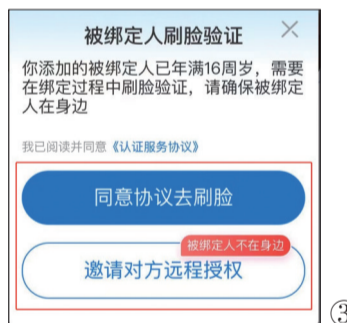 被绑定人刷脸验证
你添加的被绑定人已年满16周岁，需要
在绑定过程中刷脸验证，请确保被绑定
人在身边
我已阅读并同意《认证服务协议》
同意协议去刷脸
被绑定人不在身边
邀请对方远程授权
③